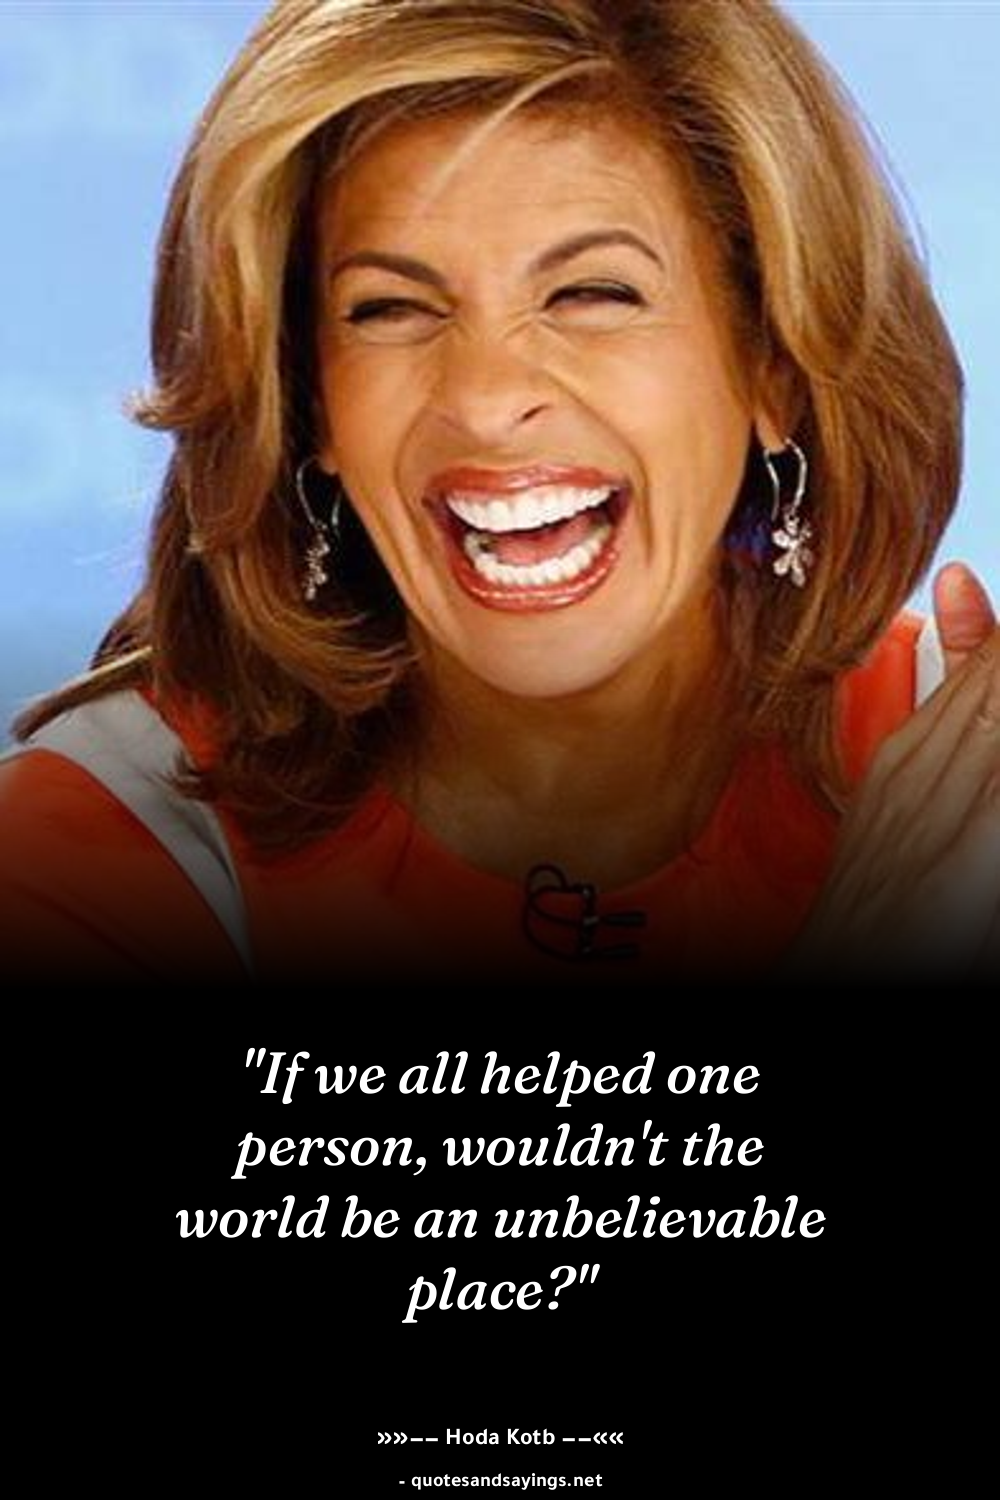 "If we all helped one
person, wouldn't the
world be an unbelievable
place?"
»»–– Hoda Kotb ––««
- quotesandsayings.net